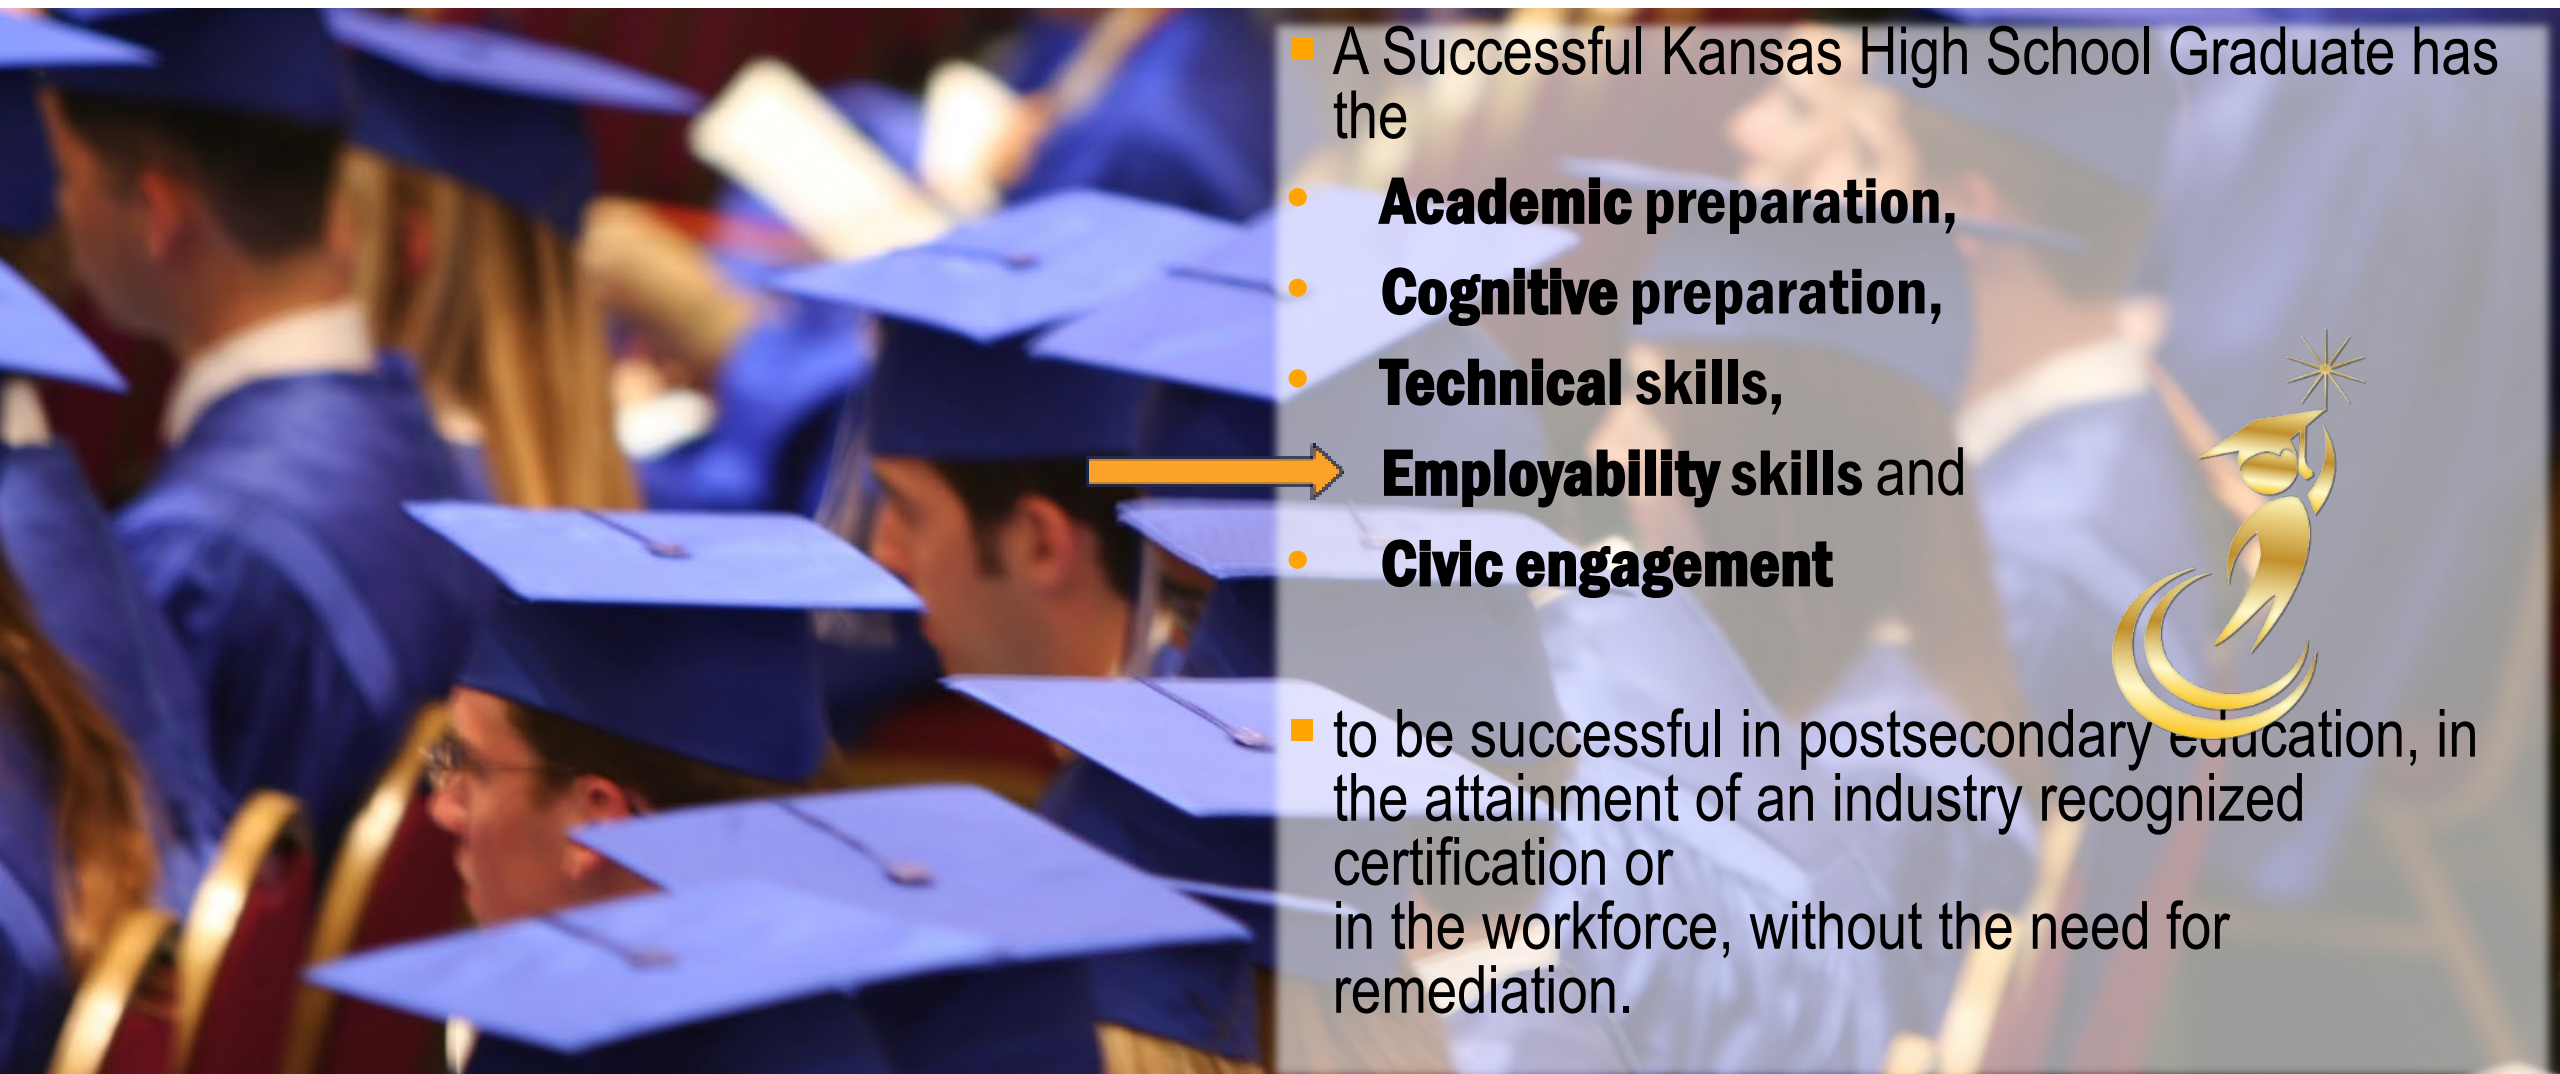 A Successful Kansas High School Graduate has
the
Academic preparation,
Cognitive preparation,
Technical skills,
Employability skills and
Civic engagement
to be successful in postsecondary education, in
the attainment of an industry recognized
certification or
in the workforce, without the need for
remediation.